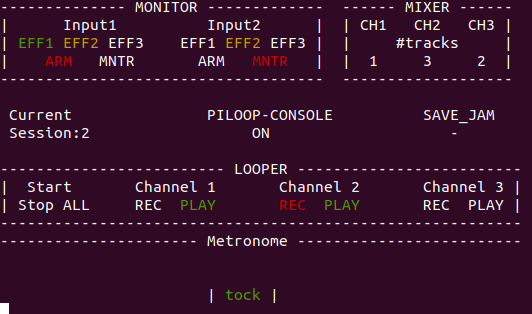 -------------- MONITOR -------------   ------ MIXER ------
|      Input1          Input2      |  | CH1   CH2   CH3 |
| EFF1 EFF2 EFF3    EFF1 EFF2 EFF3 |  |     #tracks     |
|    ARM   MNTR       ARM   MNTR   |  |  1     3     2  |
------------------------------------  -------------------
Current               PILOOP-CONSOLE          SAVE_JAM
Session:2                  ON                    -
------------------------- LOOPER -------------------------
|  Start       Channel 1       Channel 2       Channel 3 |
| Stop ALL     REC  PLAY       REC  PLAY       REC  PLAY |
----------------------------------------------------------
---------------------- Metronome -------------------------
| tock |